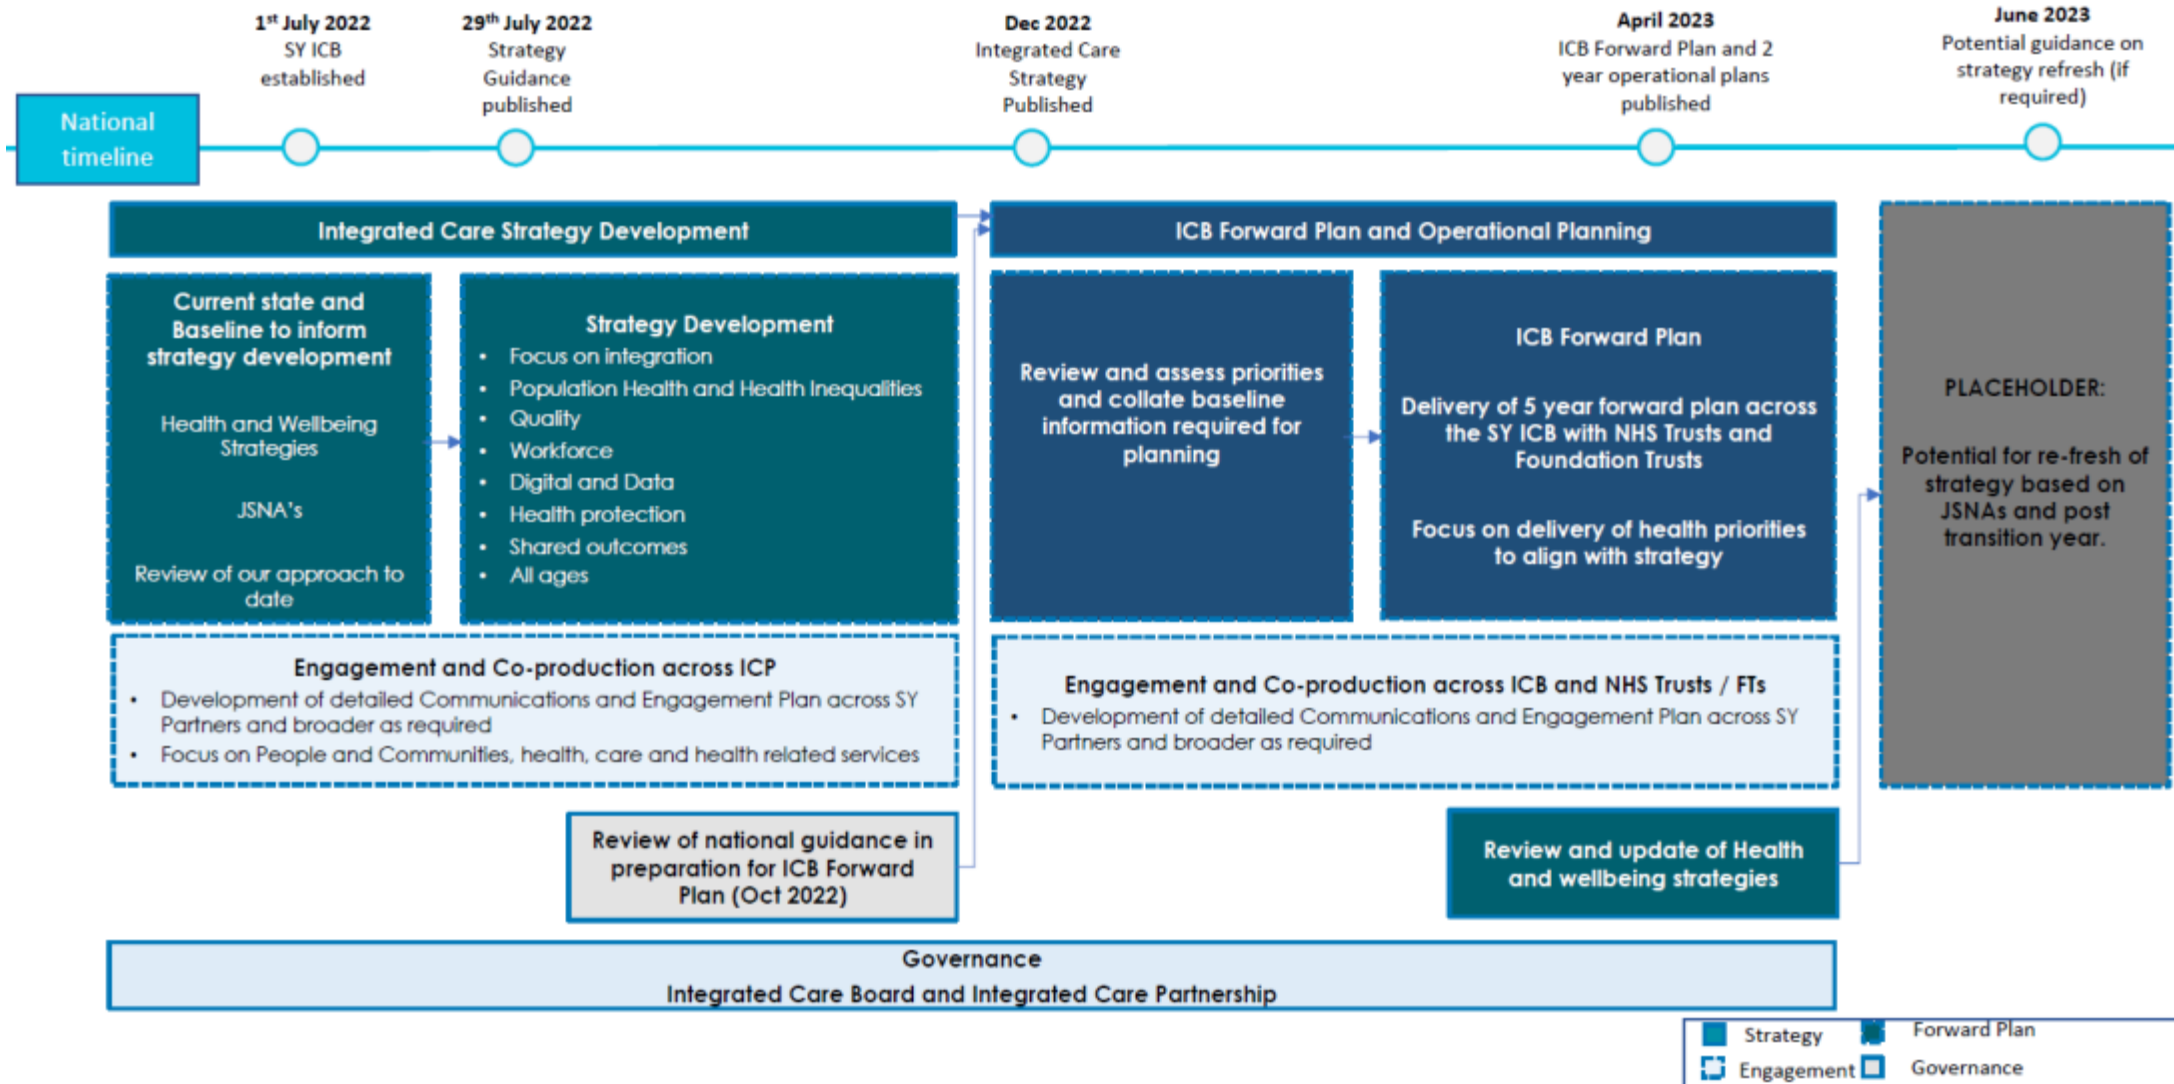 1st July 2022
SY ICB
established
29th July 2022
Strategy
Guidance
published
Dec 2022
Integrated Care
Strategy
Published
April 2023
ICB Forward Plan and 2
year operational plans
published
June 2023
Potential guidance on
strategy refresh (if
required)
National
timeline
Integrated Care Strategy Development
ICB Forward Plan and Operational Planning
Current state and
Baseline to inform
strategy development
Health and Wellbeing
Strategies
JSNA's
Review of our approach to
date
Strategy Development
• Focus on integration
• Population Health and Health Inequalities
• Quality
• Workforce
• Digital and Data
• Health protection
• Shared outcomes
• All ages
Review and assess priorities
and collate baseline
information required for
planning
ICB Forward Plan
Delivery of 5 year forward plan across
the SY ICB with NHS Trusts and
Foundation Trusts
Focus on delivery of health priorities
to align with strategy
PLACEHOLDER:
Potential for re-fresh of
strategy based on
JSNAs and post
transition year.
Engagement and Co-production across ICP
• Development of detailed Communications and Engagement Plan across SY
Partners and broader as required
• Focus on People and Communities, health, care and health related services
Engagement and Co-production across ICB and NHS Trusts / FTs
• Development of detailed Communications and Engagement Plan across SY
Partners and broader as required
Review of national guidance in
preparation for ICB Forward
Plan (Oct 2022)
Review and update of Health
and wellbeing strategies
Governance
Integrated Care Board and Integrated Care Partnership
Strategy
Forward Plan
Engagement
Governance